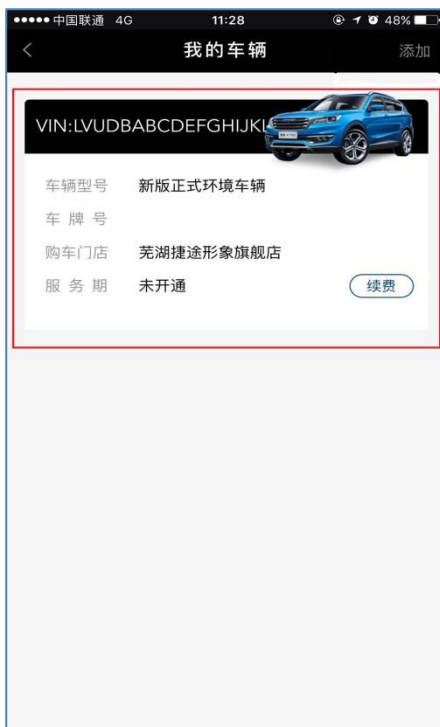 中国联通 4G 11:28 48%
我的车辆 添加
VIN:LVUDBABCDEFGHIJKL
车辆型号 新版正式环境车辆
车 牌 号
购车门店 芜湖捷途形象旗舰店
服 务 期 未开通 续费